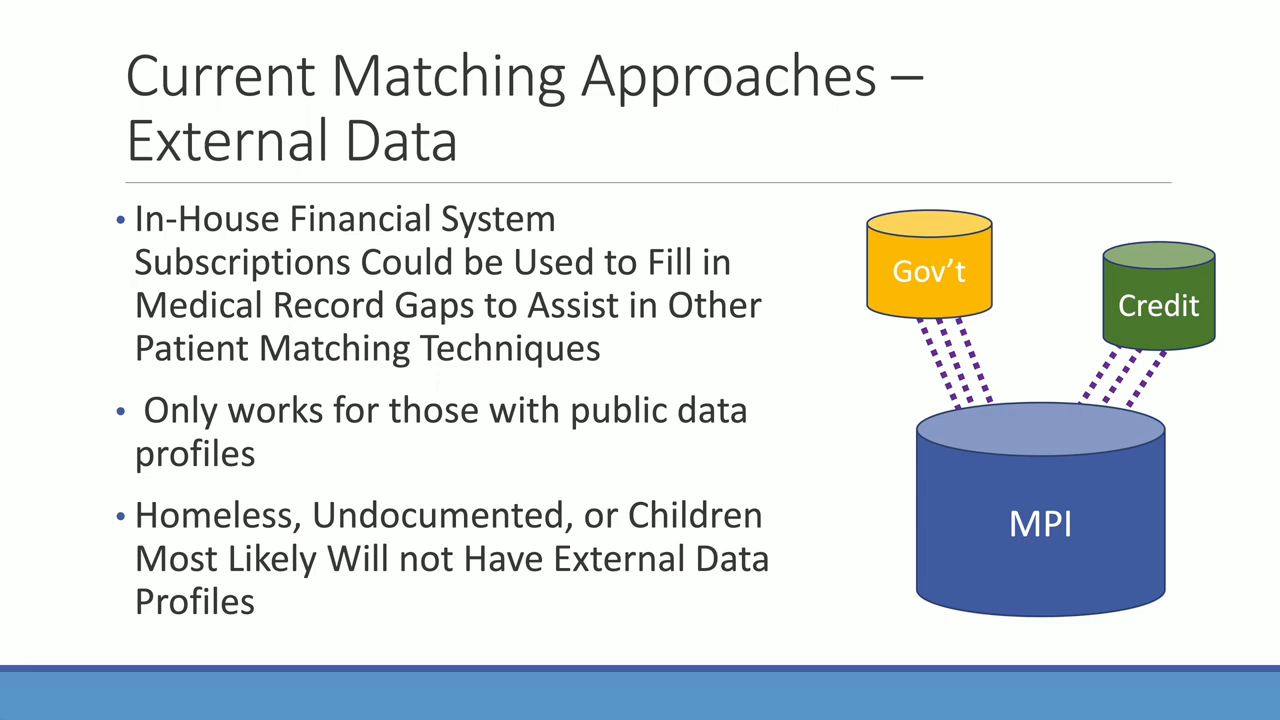 Current Matching Approaches –
External Data
• In-House Financial System
Subscriptions Could be Used to Fill in
Medical Record Gaps to Assist in Other
Patient Matching Techniques
• Only works for those with public data
profiles
• Homeless, Undocumented, or Children
Most Likely Will not Have External Data
Profiles
Gov’t
Credit
MPI